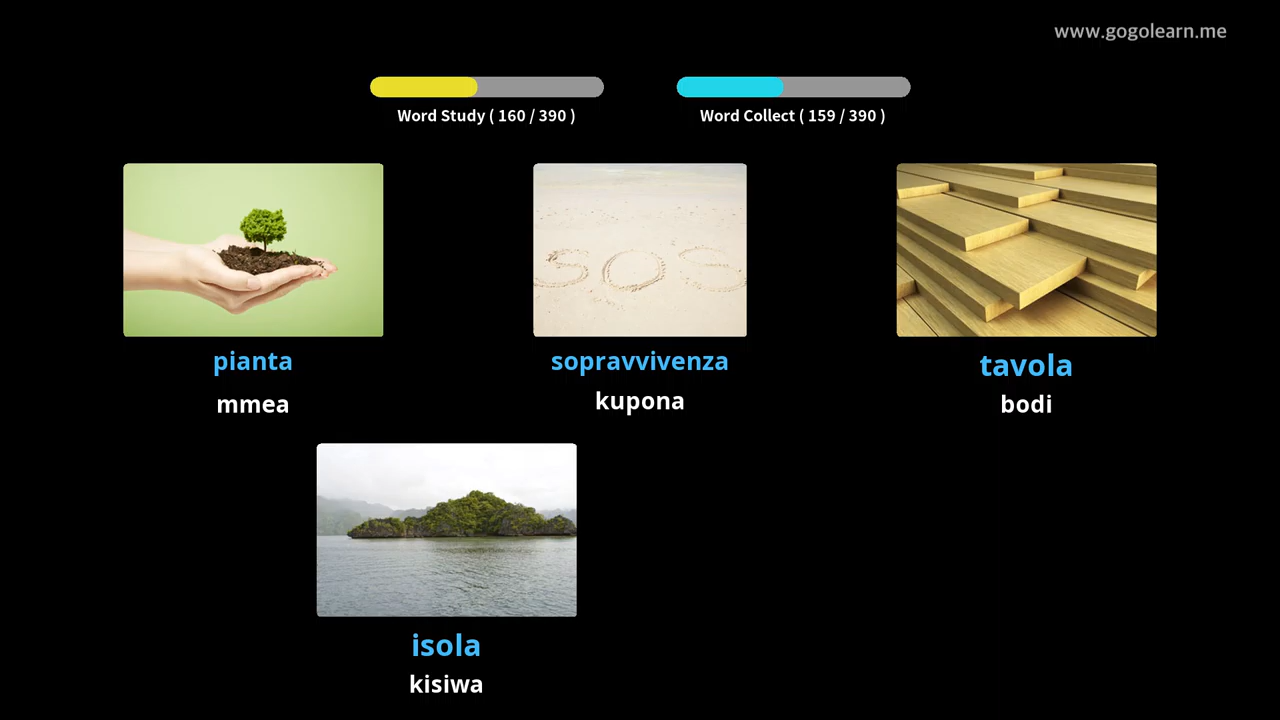 www.gogolearn.me
Word Study ( 160 / 390 )
Word Collect ( 159 / 390 )
SOS
pianta
sopravvivenza
tavola
mmea
kupona
bodi
isola
kisiwa